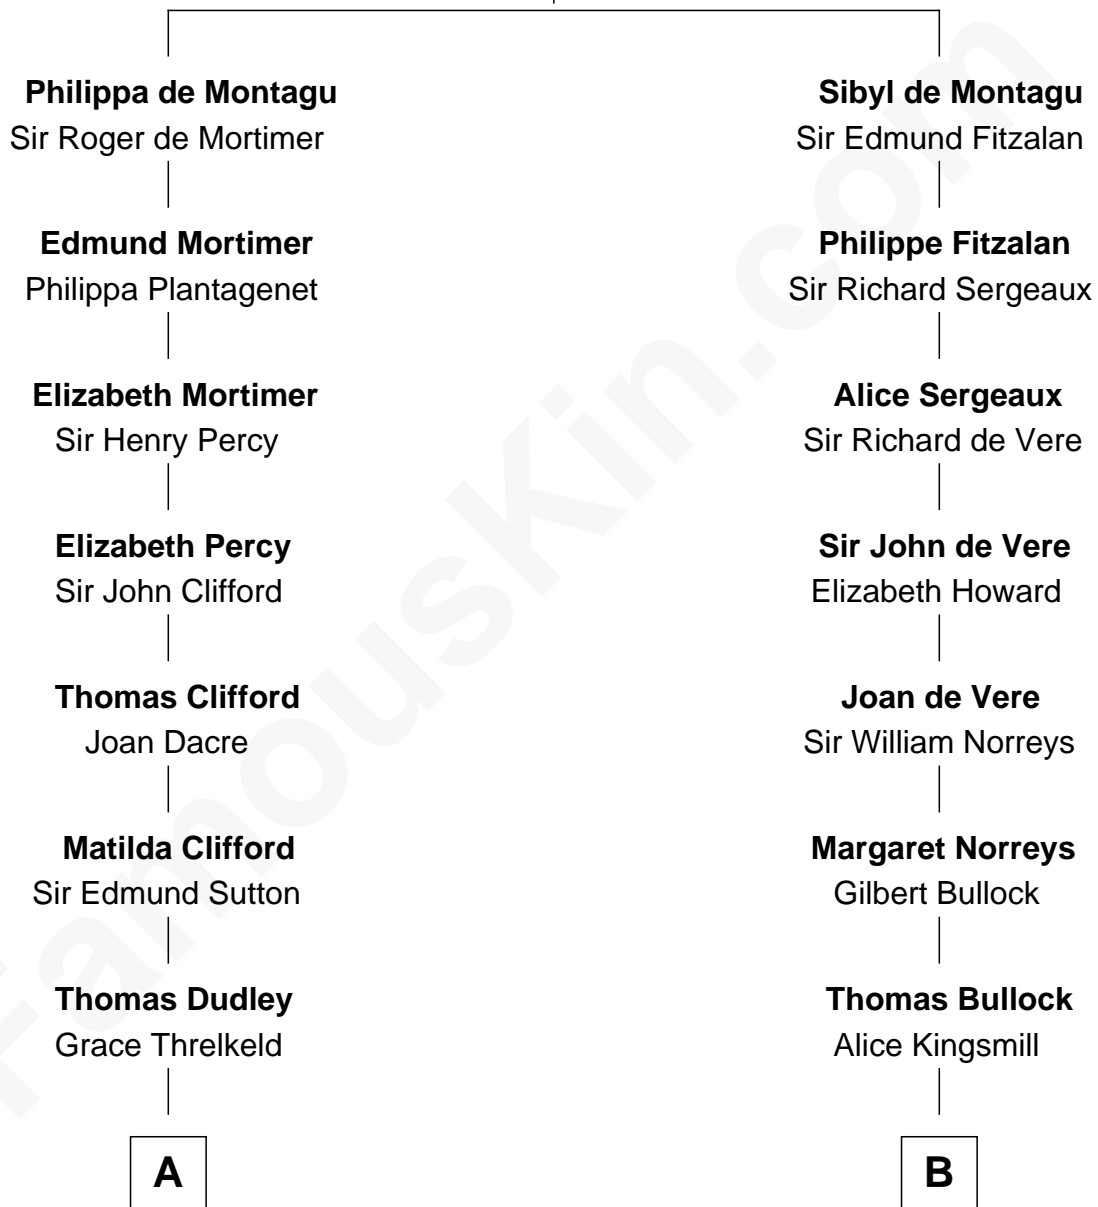 Philippa de Montagu
Sir Roger de Mortimer
Sibyl de Montagu
Sir Edmund Fitzalan
Edmund Mortimer
Philippa Plantagenet
Philippe Fitzalan
Sir Richard Sergeaux
Elizabeth Mortimer
Sir Henry Percy
Alice Sergeaux
Sir Richard de Vere
Elizabeth Percy
Sir John Clifford
Sir John de Vere
Elizabeth Howard
Thomas Clifford
Joan Dacre
Joan de Vere
Sir William Norreys
Matilda Clifford
Sir Edmund Sutton
Margaret Norreys
Gilbert Bullock
Thomas Dudley
Grace Threlkeld
Thomas Bullock
Alice Kingsmill
A
B
FamousKin.com